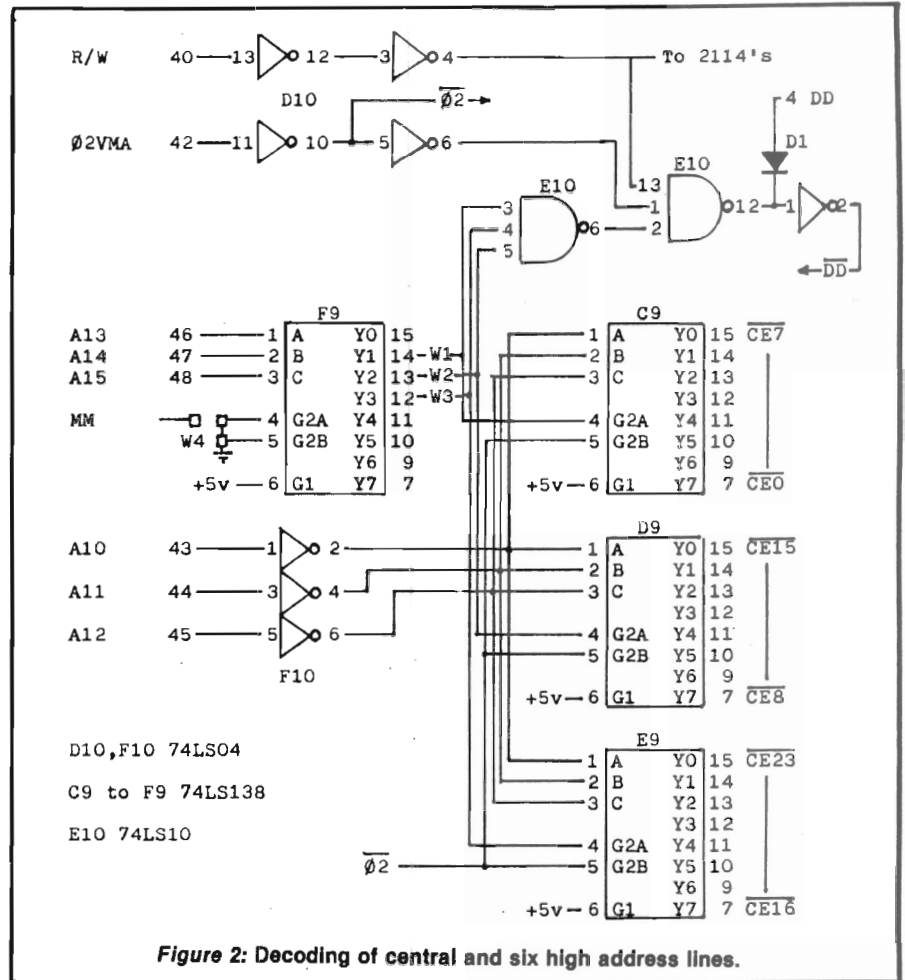 R/W 40 13 12 3 4 To 2114's
D10 φ2
4 DD
Ø2VMA 42 11 10 5 6 D1
E10
E10 13
3 1 12 1 2
4 6 2
5
DD
F9 C9
A13 46 1 A Y0 15 1 A Y0 15 CE7
A14 47 2 B Y1 14 W1 2 B Y1 14
A15 48 3 C Y2 13 W2 3 C Y2 13
Y3 12 W3 Y3 12
MM 4 G2A Y4 11 4 G2A Y4 11
W4 5 G2B Y5 10 5 G2B Y5 10
Y6 9 Y6 9
+5v 6 G1 Y7 7 +5v 6 G1 Y7 7 CE0
D9
A10 43 1 2 1 A Y0 15 CE15
2 B Y1 14
A11 44 3 4 3 C Y2 13
Y3 12
A12 45 5 6 4 G2A Y4 11
5 G2B Y5 10
F10 Y6 9
+5v 6 G1 Y7 7 CE8
E9
D10,F10 74LS04 1 A Y0 15 CE23
2 B Y1 14
C9 to F9 74LS138 3 C Y2 13
Y3 12
E10 74LS10 4 G2A Y4 11
Ø2 5 G2B Y5 10
Y6 9
+5v 6 G1 Y7 7 CE16
Figure 2: Decoding of central and six high address lines.